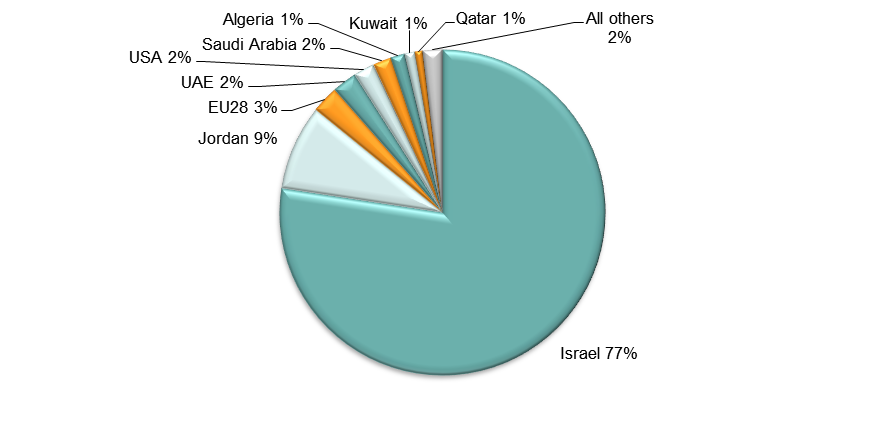 Algeria 1%
Kuwait 1%
Qatar 1%
All others
2%
Saudi Arabia 2%
USA 2%
UAE 2%
EU28 3%
Jordan 9%
Israel 77%